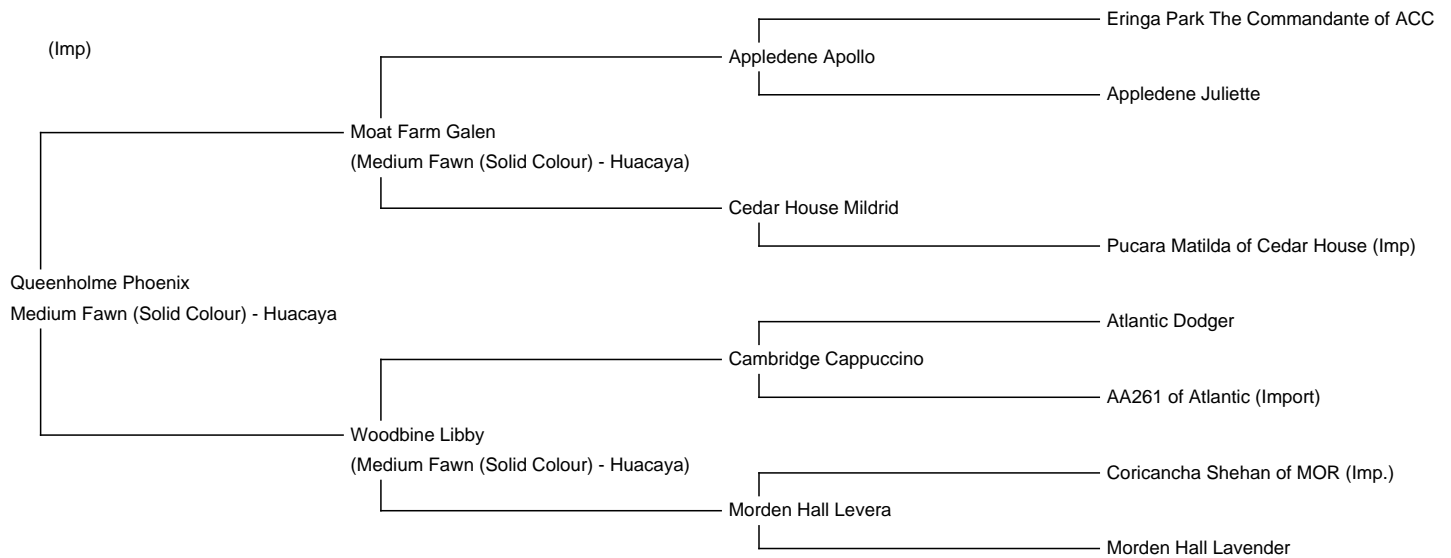 Eringa Park The Commandante of ACC
(Imp)
Appledene Apollo
Appledene Juliette
Moat Farm Galen
(Medium Fawn (Solid Colour) - Huacaya)
Cedar House Mildrid
Pucara Matilda of Cedar House (Imp)
Queenholme Phoenix
Medium Fawn (Solid Colour) - Huacaya
Atlantic Dodger
Cambridge Cappuccino
AA261 of Atlantic (Import)
Woodbine Libby
(Medium Fawn (Solid Colour) - Huacaya)
Coricancha Shehan of MOR (Imp.)
Morden Hall Levera
Morden Hall Lavender